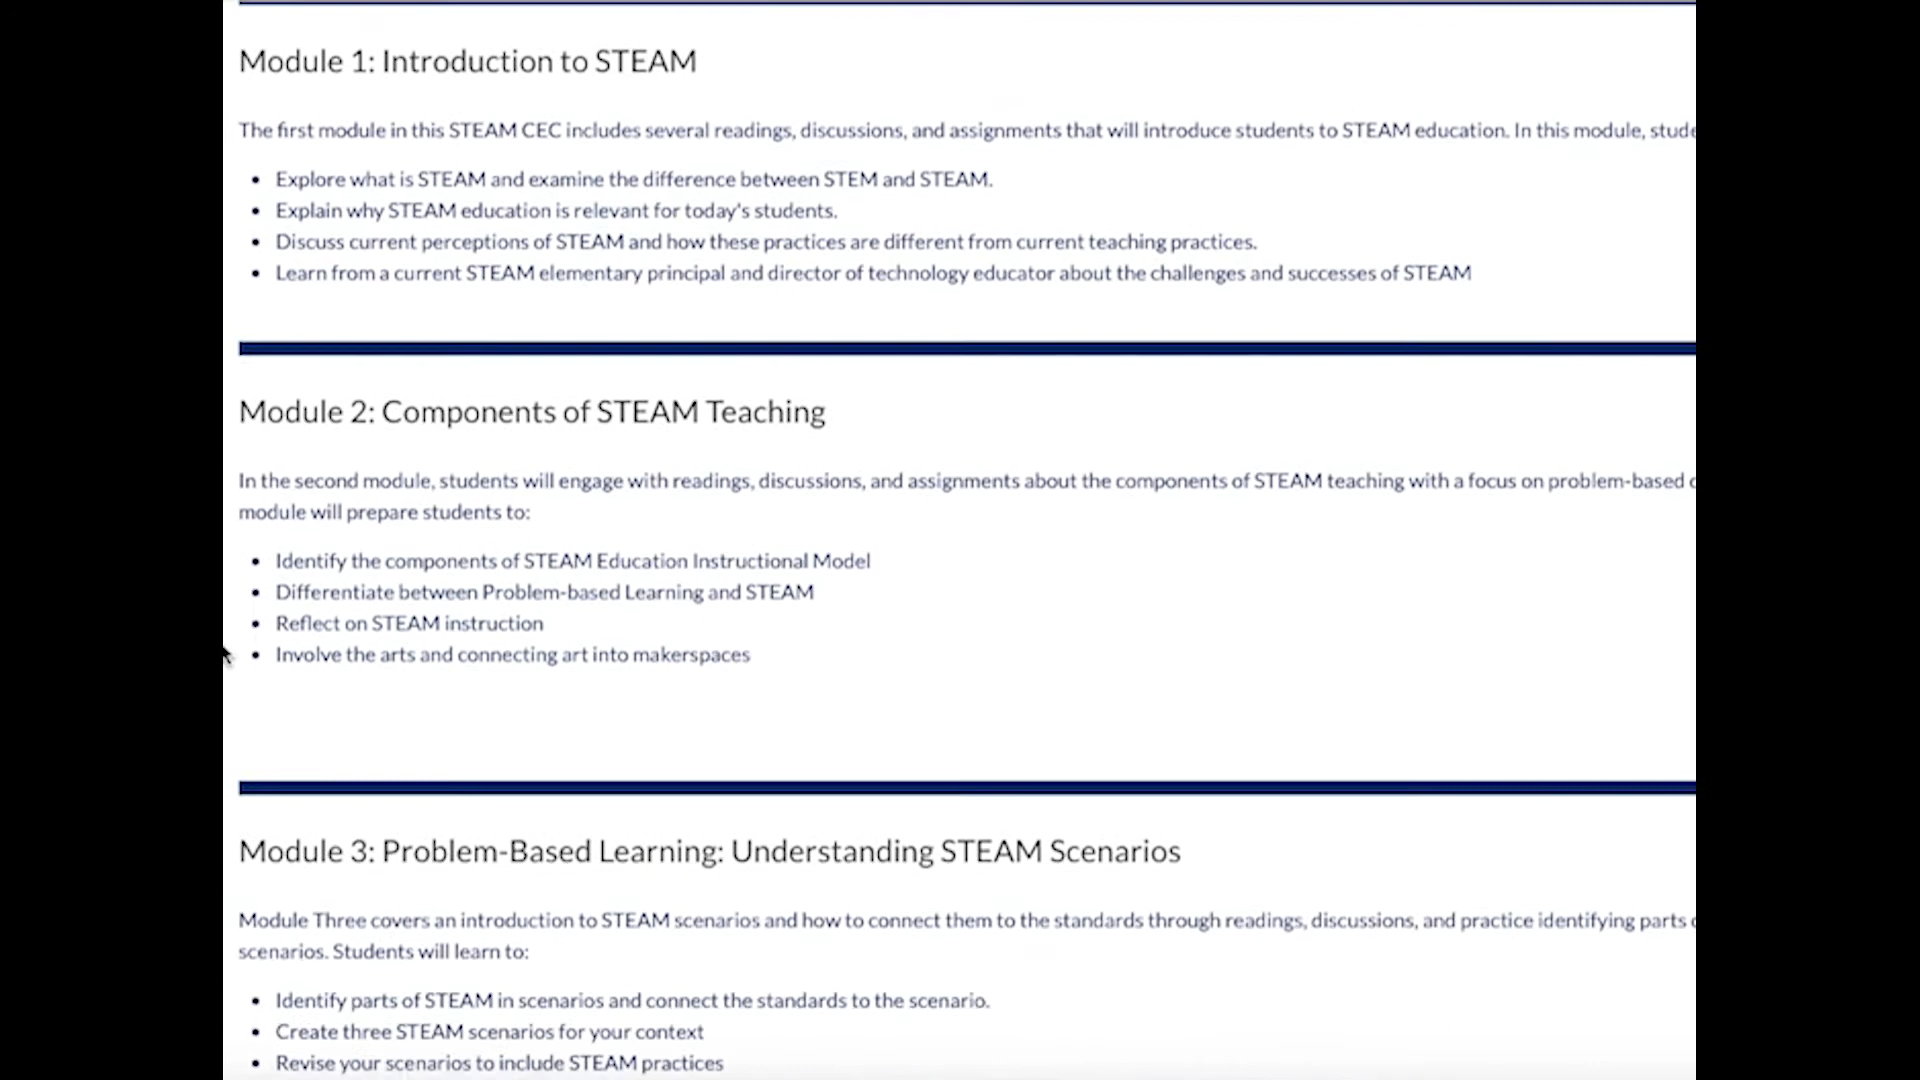 Module 1: Introduction to STEAM
The first module in this STEAM CEC includes several readings, discussions, and assignments that will introduce students to STEAM education. In this module,
• Explore what is STEAM and examine the difference between STEM and STEAM.
• Explain why STEAM education is relevant for today's students.
• Discuss current perceptions of STEAM and how these practices are different from current teaching practices.
• Learn from a current STEAM elementary principal and director of technology educator about the challenges and successes of STEAM
Module 2: Components of STEAM Teaching
In the second module, students will engage with readings, discussions, and assignments about the components of STEAM teaching with a focus on problem-based
module will prepare students to:
• Identify the components of STEAM Education Instructional Model
• Differentiate between Problem-based Learning and STEAM
• Reflect on STEAM instruction
• Involve the arts and connecting art into makerspaces
Module 3: Problem-Based Learning: Understanding STEAM Scenarios
Module Three covers an introduction to STEAM scenarios and how to connect them to the standards through readings, discussions, and practice identifying parts
scenarios. Students will learn to:
• Identify parts of STEAM in scenarios and connect the standards to the scenario.
• Create three STEAM scenarios for your context
• Revise your scenarios to include STEAM practices